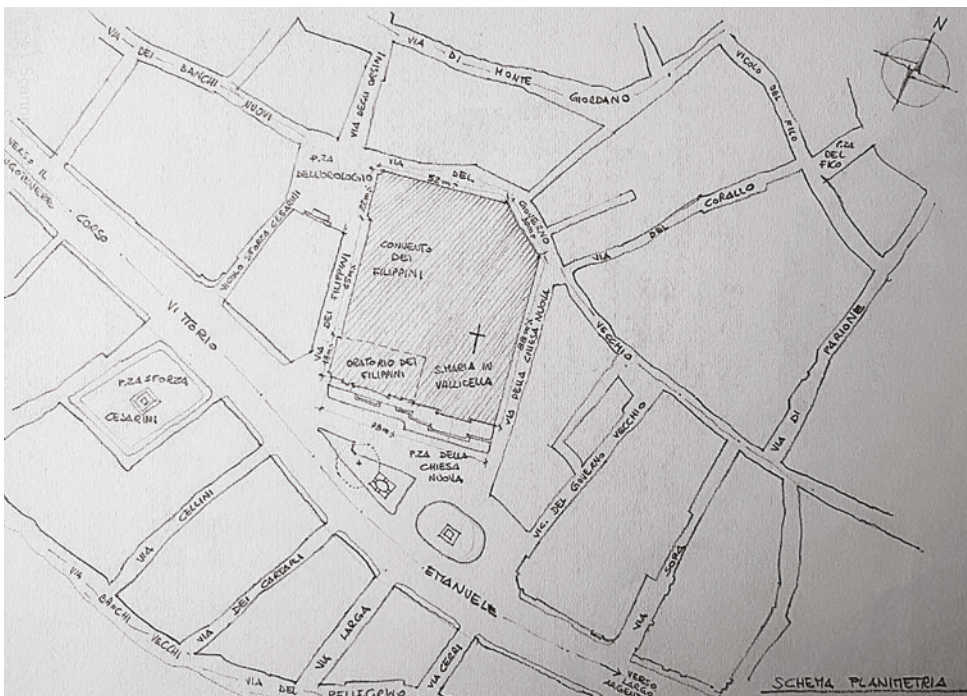 VIA DEI BANCHI NUOVI
VIA DEGLI ORSINI
VIA DI MONTE GIORDANO
N
VICOLO DEL FICO
P.ZA
DEL
FICO
VERSO IL
CORSO VITTORIO EMANUELE
P.ZA
DELL'OROLOGIO
VIA DEL GOVERNO VECCHIO
52 m.
30 m.
VIA DEL CORALLO
VICOLO SFORZA CESARINI
CONVENTO
DEI
FILIPPINI
VIA DEI FILIPPINI
65 m.
88 m.
VIA DELLA CHIESA NUOVA
VIA DI PARIONE
ORATORIO DEI
FILIPPINI
S.MARIA IN
VALLICELLA
P.ZA SFORZA
CESARINI
78 m.
P.ZA DELLA
CHIESA
NUOVA
VIC. DEL GOVERNO VECCHIO
VIA CELLINI
VIA DEI CARTARI
VIA SORA
VIA BANCHI VECCHI
VIA LARGA
VIA CERRI
VIA DEL PELLEGRINO
VERSO
LARGO
SCHEMA PLANIMETRIA